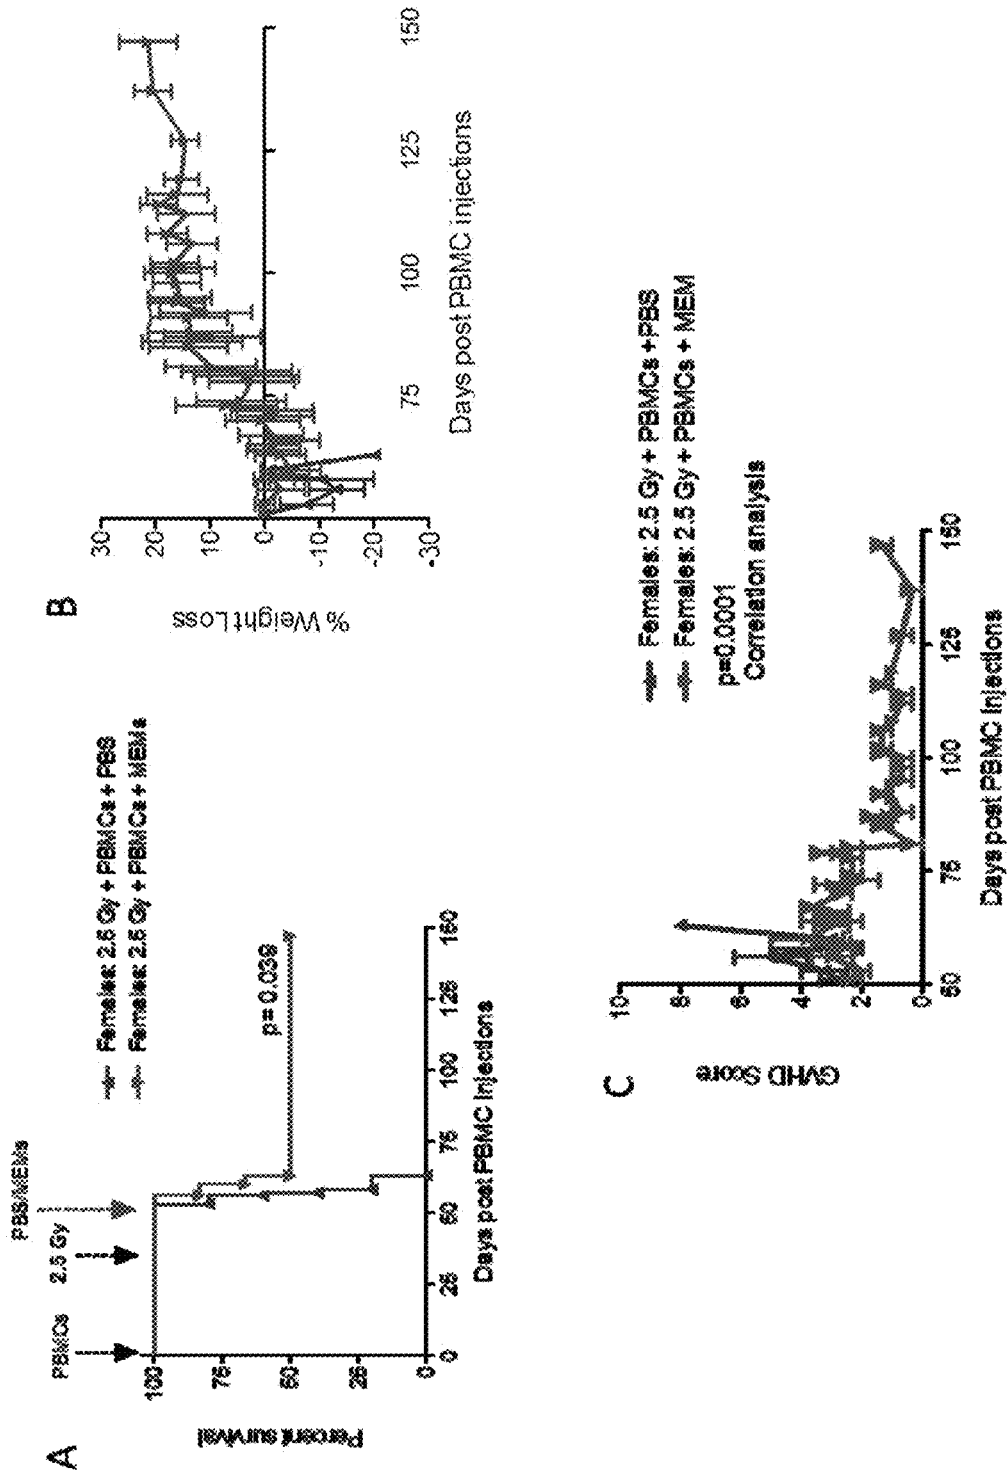 A
PBMCs
2.5 Gy
PBS/MEMs
Females: 2.5 Gy + PBMCs + PBS
Females: 2.5 Gy + PBMCs + MEMs
Percent survival
100
75
50
25
0
p= 0.039
0
25
50
75
100
125
150
Days post PBMC Injections
B
% Weight Loss
30
20
10
0
-10
-20
-30
75
100
125
150
Days post PBMC injections
C
GVHD Score
10
8
6
4
2
0
50
75
100
125
150
Days post PBMC Injections
Females: 2.5 Gy + PBMCs +PBS
Females: 2.5 Gy + PBMCs + MEM
p=0.0001
Correlation analysis